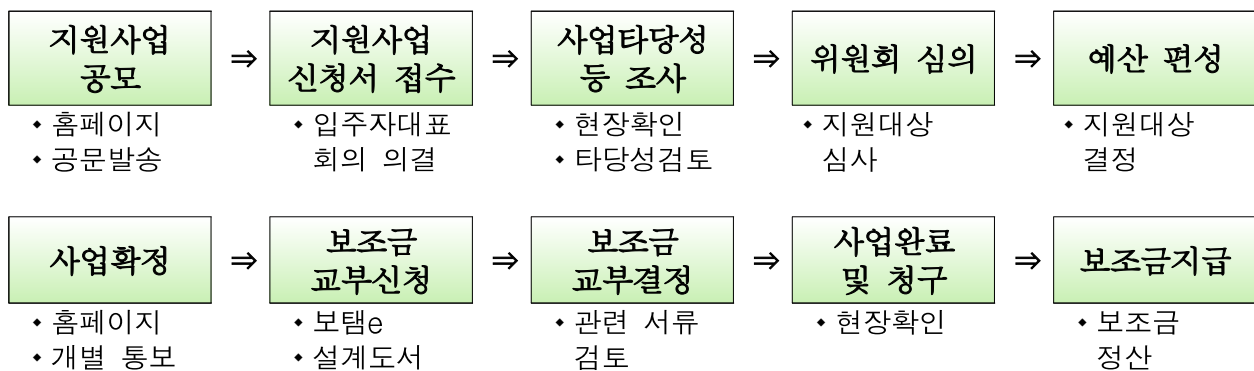 지원사업
공모
⇒
지원사업
신청서 접수
⇒
사업타당성
등 조사
⇒
위원회 심의
⇒
예산 편성
◆ 홈페이지
◆ 공문발송
◆ 입주자대표
회의 의결
◆ 현장확인
◆ 타당성검토
◆ 지원대상
심사
◆ 지원대상
결정
사업확정
⇒
보조금
교부신청
⇒
보조금
교부결정
⇒
사업완료
및 청구
⇒
보조금지급
◆ 홈페이지
◆ 개별 통보
◆ 보탬e
◆ 설계도서
◆ 관련 서류
검토
◆ 현장확인
◆ 보조금
정산